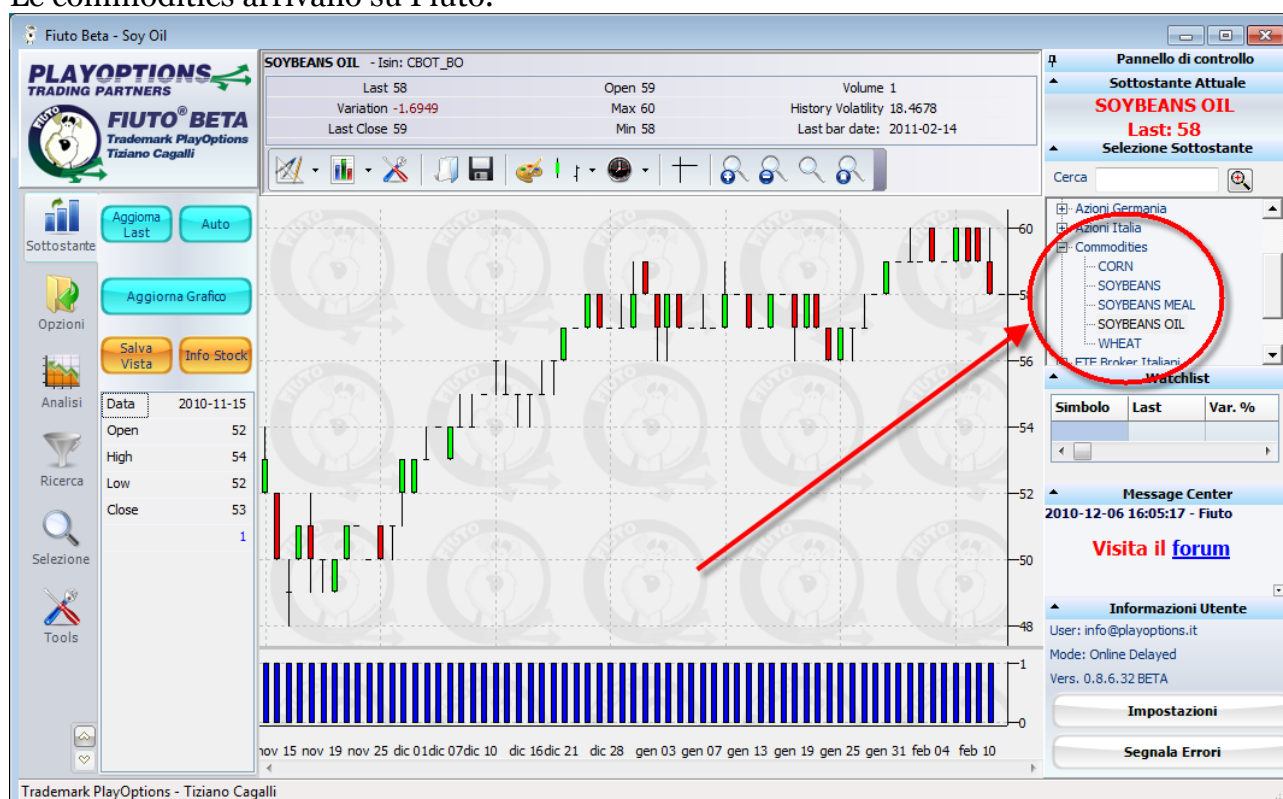 Le commodities arrivano su Fiuto:
Fiuto Beta - Soy Oil
PLAYOPTIONS
TRADING PARTNERS
FIUTO
FIUTO® BETA
Trademark PlayOptions
Tiziano Cagalli
SOYBEANS OIL - Isin: CBOT_BO
Last 58 Open 59 Volume 1
Variation -1.6949 Max 60 History Volatility 18.4678
Last Close 59 Min 58 Last bar date: 2011-02-14
Sottostante
Opzioni
Analisi
Ricerca
Selezione
Tools
Aggiorna Last
Auto
Aggiorna Grafico
Salva Vista
Info Stock
Data 2010-11-15
Open 52
High 54
Low 52
Close 53
1
60
58
56
54
52
50
48
1
0
nov 15 nov 19 nov 25 dic 01 dic 07 dic 10 dic 16 dic 21 dic 28 gen 03 gen 07 gen 13 gen 19 gen 25 gen 31 feb 04 feb 10
Pannello di controllo
Sottostante Attuale
SOYBEANS OIL
Last: 58
Selezione Sottostante
Cerca
Azioni Germania
Azioni Italia
Commodities
CORN
SOYBEANS
SOYBEANS MEAL
SOYBEANS OIL
WHEAT
ETF Broker Italiani
Watchlist
Simbolo Last Var. %
Message Center
2010-12-06 16:05:17 - Fiuto
Visita il forum
Informazioni Utente
User: info@playoptions.it
Mode: Online Delayed
Vers. 0.8.6.32 BETA
Impostazioni
Segnala Errori
Trademark PlayOptions - Tiziano Cagalli